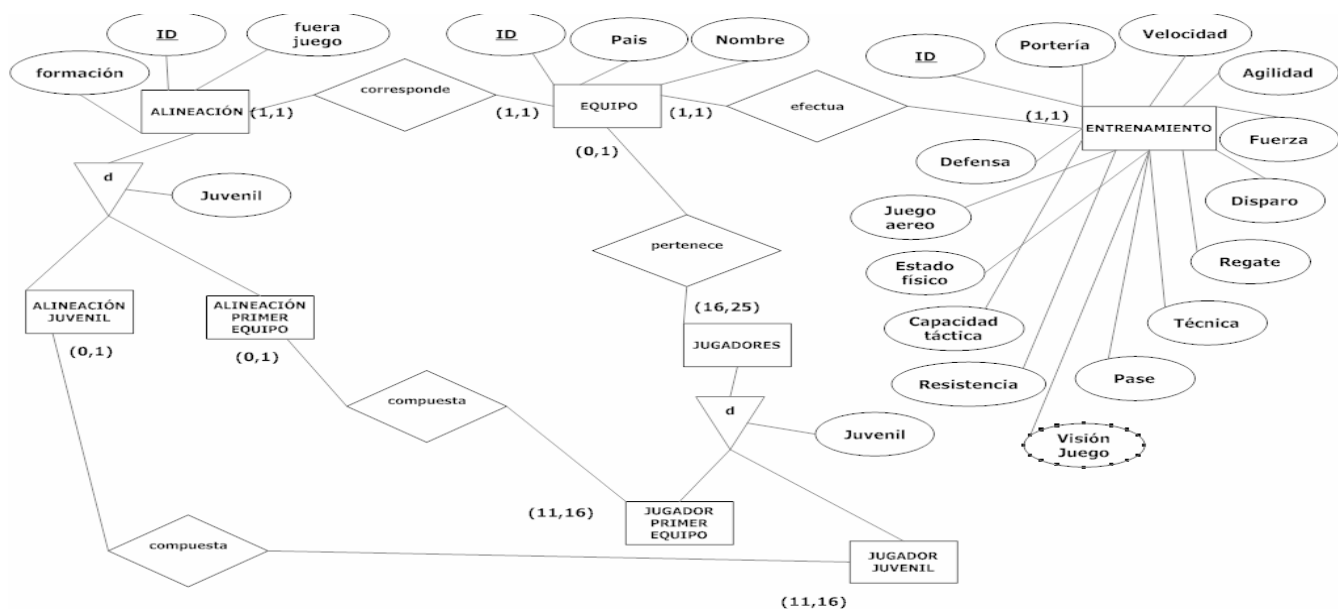 ID
fuera
juego
formación
ALINEACIÓN
(1,1)
corresponde
(1,1)
ID
Pais
Nombre
EQUIPO
(1,1)
(0,1)
efectua
(1,1)
ID
Portería
Velocidad
Agilidad
ENTRENAMIENTO
Fuerza
Defensa
Disparo
Juego
aereo
Regate
Estado
físico
Técnica
Capacidad
táctica
Pase
Resistencia
Visión
Juego
d
Juvenil
pertenece
(16,25)
JUGADORES
ALINEACIÓN
JUVENIL
(0,1)
ALINEACIÓN
PRIMER
EQUIPO
(0,1)
compuesta
d
Juvenil
(11,16)
JUGADOR
PRIMER
EQUIPO
compuesta
JUGADOR
JUVENIL
(11,16)